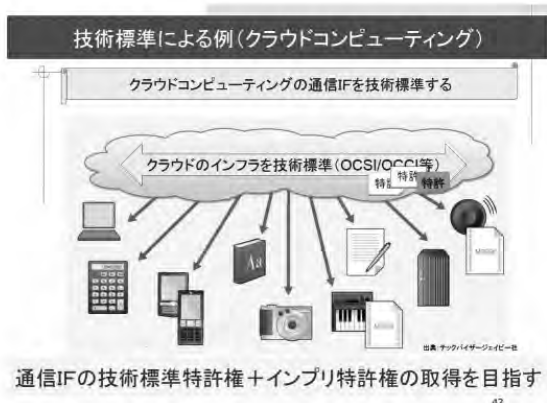 技術標準による例(クラウドコンピューティング)
クラウドコンピューティングの通信IFを技術標準する
クラウドのインフラを技術標準(OCSI/OCCI等)
特許 特許
Aa
出典:テックバイザージェイピー社
通信IFの技術標準特許権+インプリ特許権の取得を目指す
42